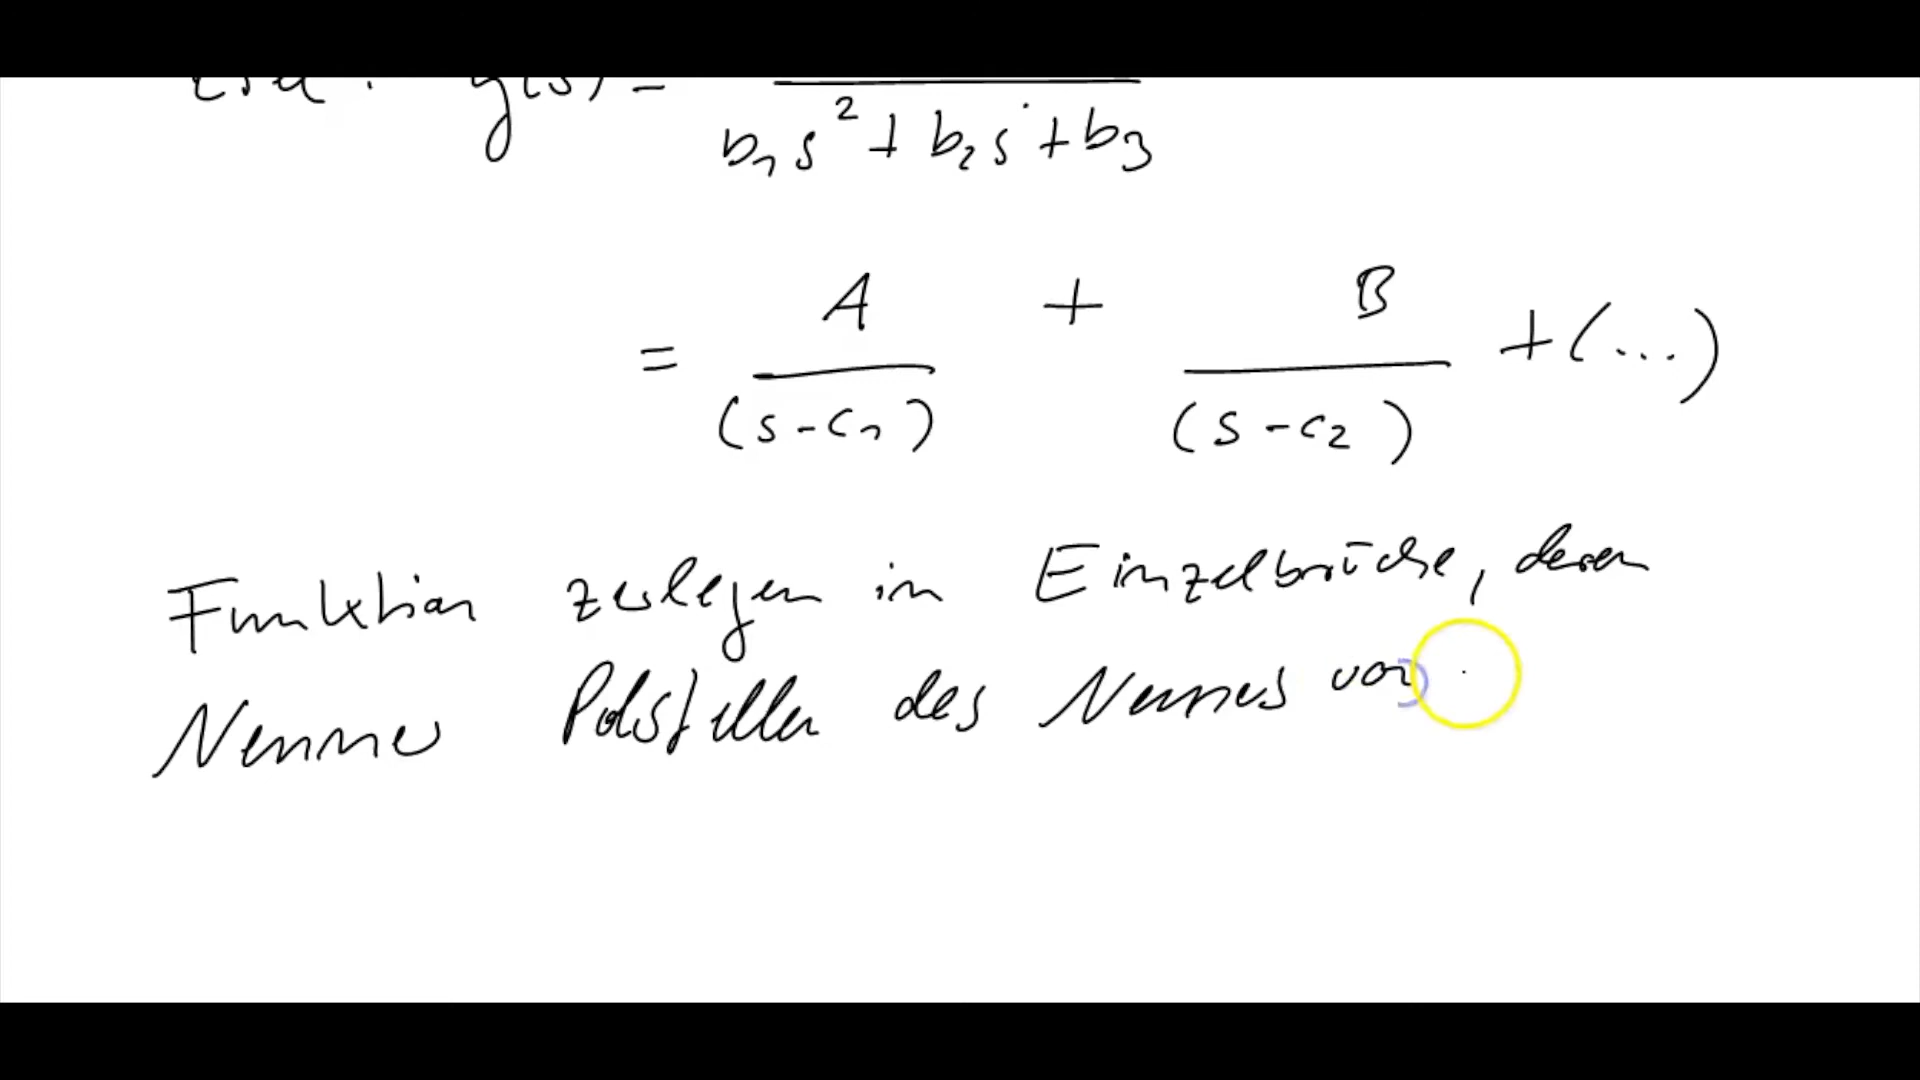 y(s) =
b₁s² + b₂s + b₃
= A/(s-c₁) + B/(s-c₂) + (...)
Funktion zerlegen in Einzelbrüche, deren
Nenner Polstellen des Nenners von